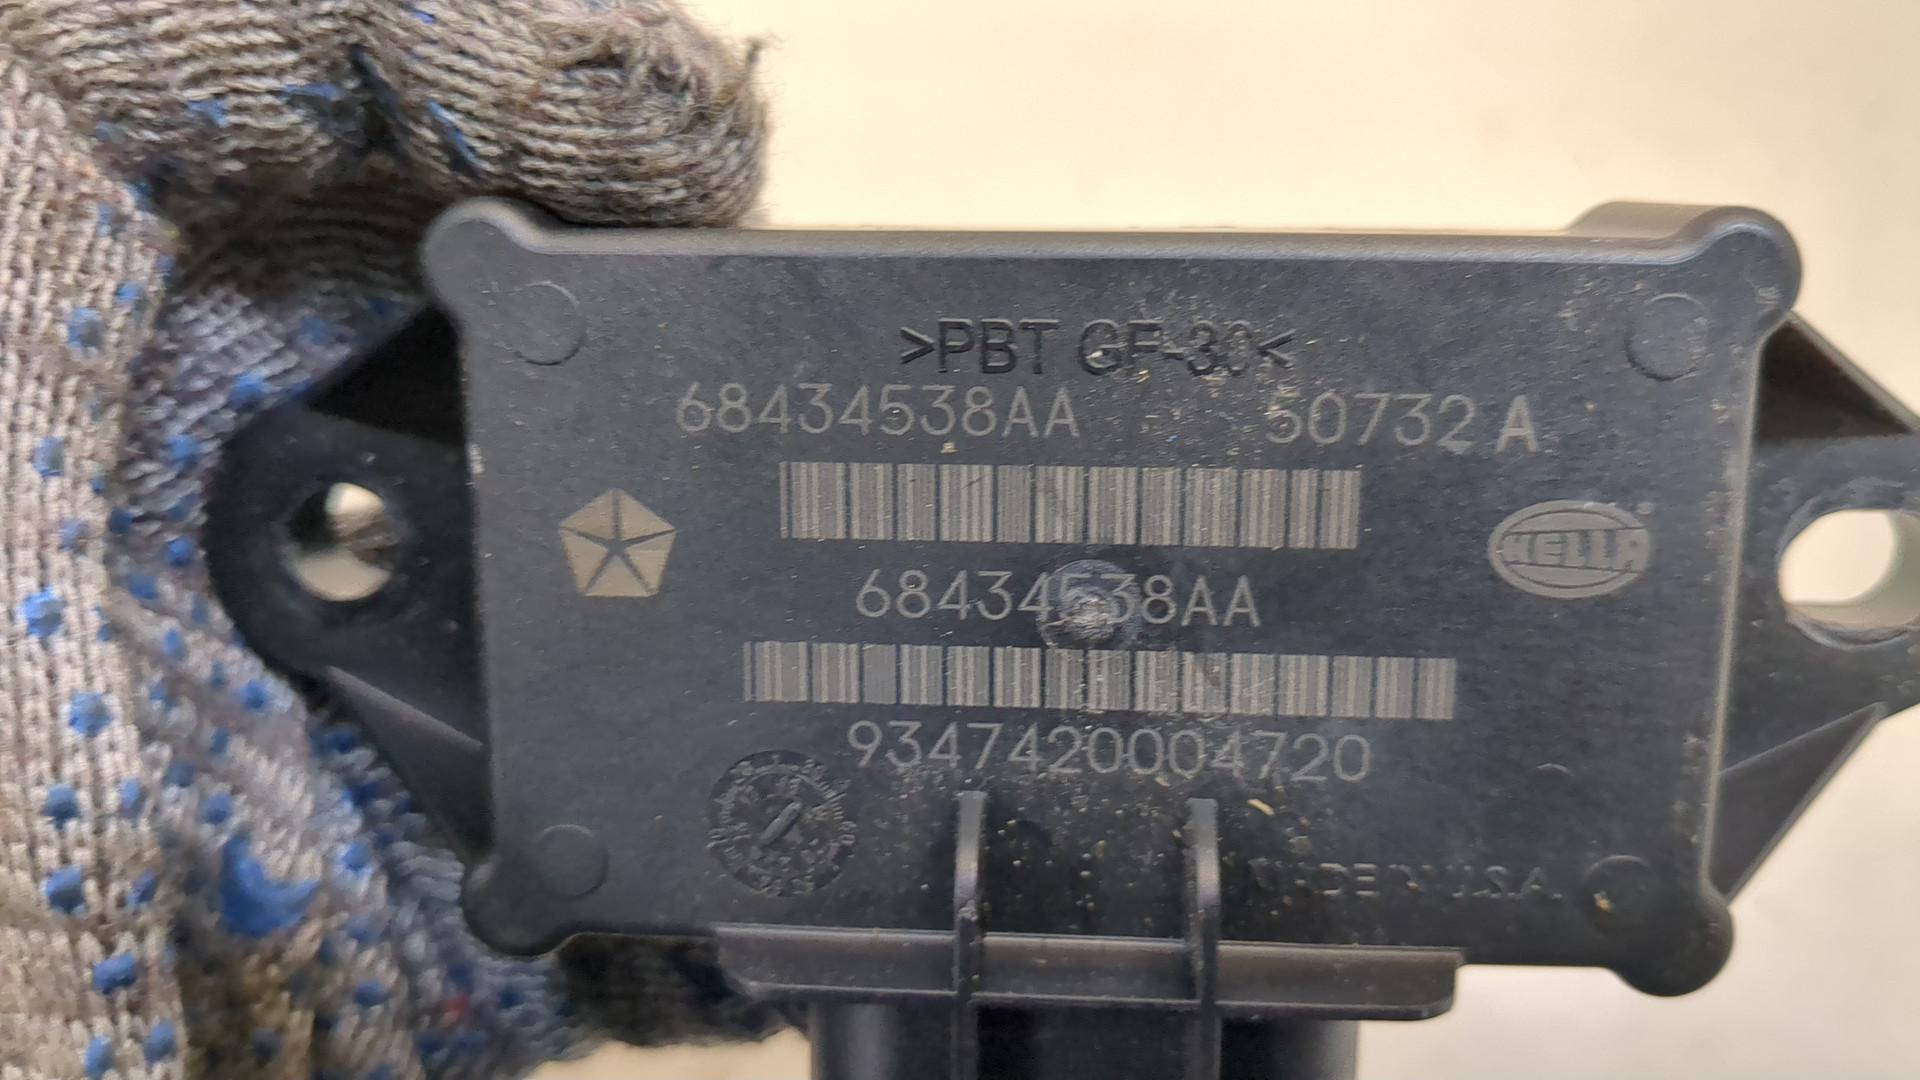 >PBT GF-30<
68434538AA 50732 A
68434538AA
HELLA
9347420004720
MADE IN U.S.A.